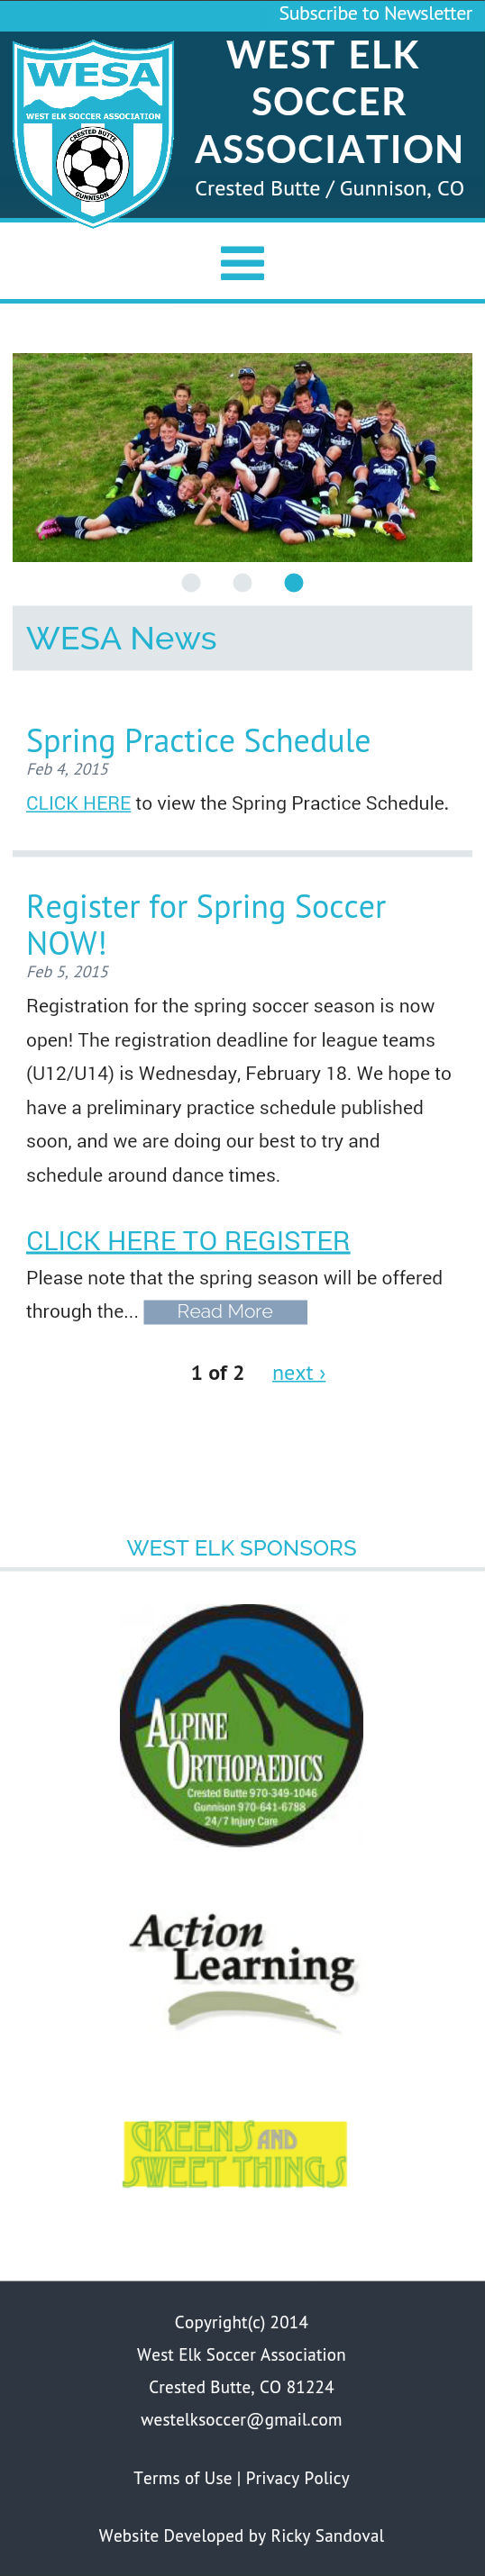 Subscribe to Newsletter
WESA
WEST ELK SOCCER ASSOCIATION
CRESTED BUTTE
GUNNISON
WEST ELK
SOCCER
ASSOCIATION
Crested Butte / Gunnison, CO
WESA News
Spring Practice Schedule
Feb 4, 2015
CLICK HERE to view the Spring Practice Schedule.
Register for Spring Soccer
NOW!
Feb 5, 2015
Registration for the spring soccer season is now
open! The registration deadline for league teams
(U12/U14) is Wednesday, February 18. We hope to
have a preliminary practice schedule published
soon, and we are doing our best to try and
schedule around dance times.
CLICK HERE TO REGISTER
Please note that the spring season will be offered
through the... Read More
1 of 2 next ›
WEST ELK SPONSORS
ALPINE
ORTHOPAEDICS
Crested Butte 970-349-1046
Gunnison 970-641-6788
24/7 Injury Care
Action
Learning
GREENS AND
SWEET THINGS
Copyright(c) 2014
West Elk Soccer Association
Crested Butte, CO 81224
westelksoccer@gmail.com
Terms of Use | Privacy Policy
Website Developed by Ricky Sandoval